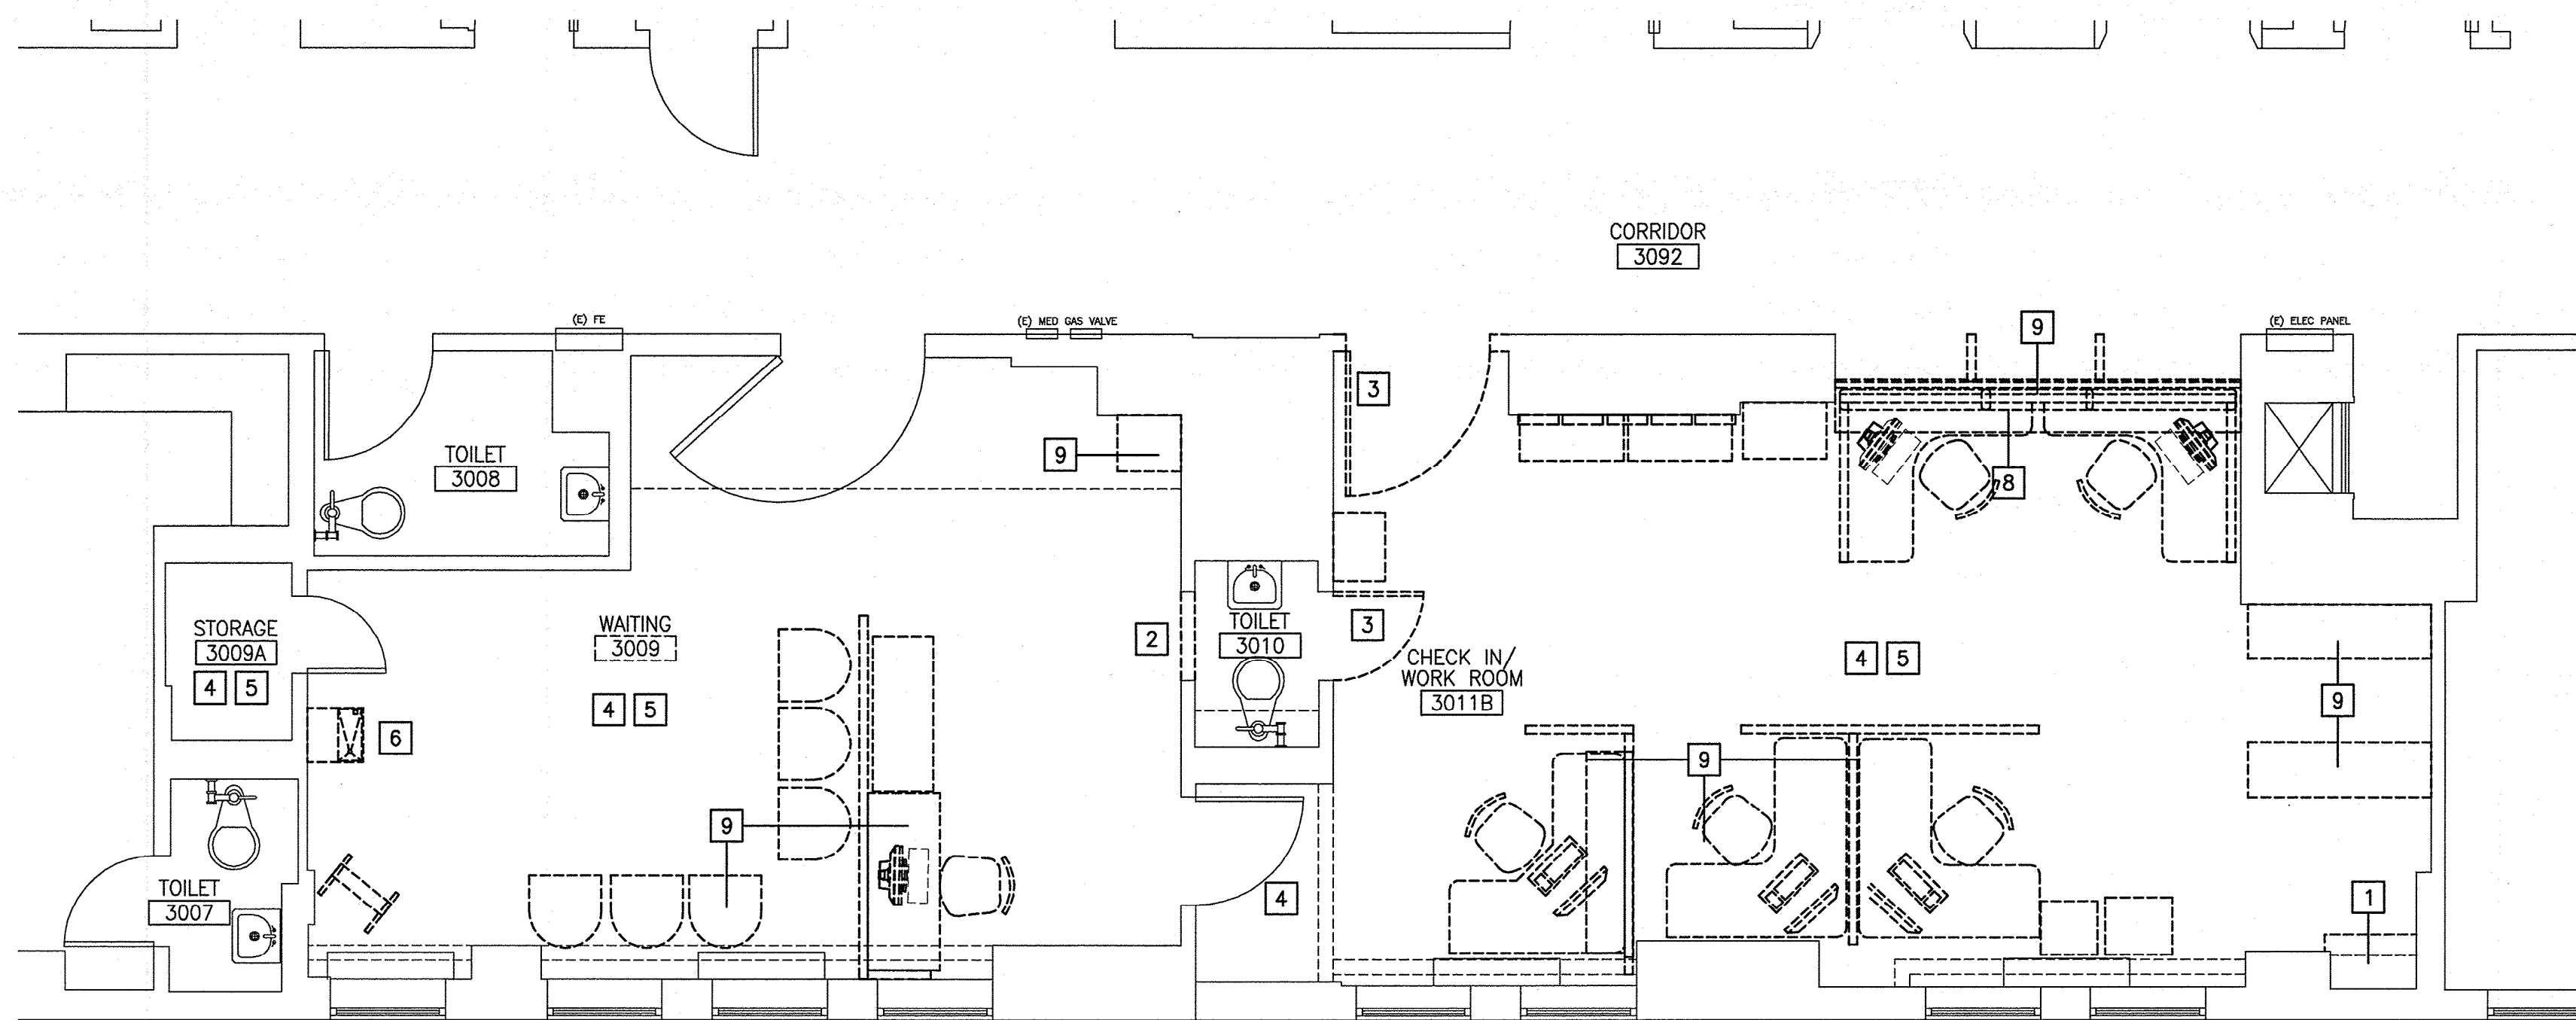 CORRIDOR
3092
(E) FE
(E) MED GAS VALVE
9
(E) ELEC PANEL
3
TOILET
3008
9
8
STORAGE
3009A
4 5
WAITING
3009
4 5
2
TOILET
3010
3
CHECK IN/
WORK ROOM
3011B
4 5
9
6
9
9
TOILET
3007
4
1